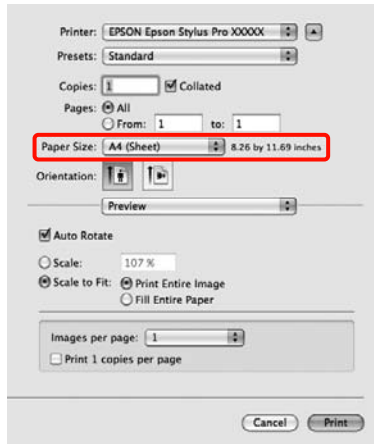 Printer: EPSON Epson Stylus Pro XXXXX
Presets: Standard
Copies: 1 Collated
Pages: All
From: 1 to: 1
Paper Size: A4 (Sheet) 8.26 by 11.69 inches
Orientation:
Preview
Auto Rotate
Scale: 107 %
Scale to Fit: Print Entire Image
Fill Entire Paper
Images per page: 1
Print 1 copies per page
Cancel Print